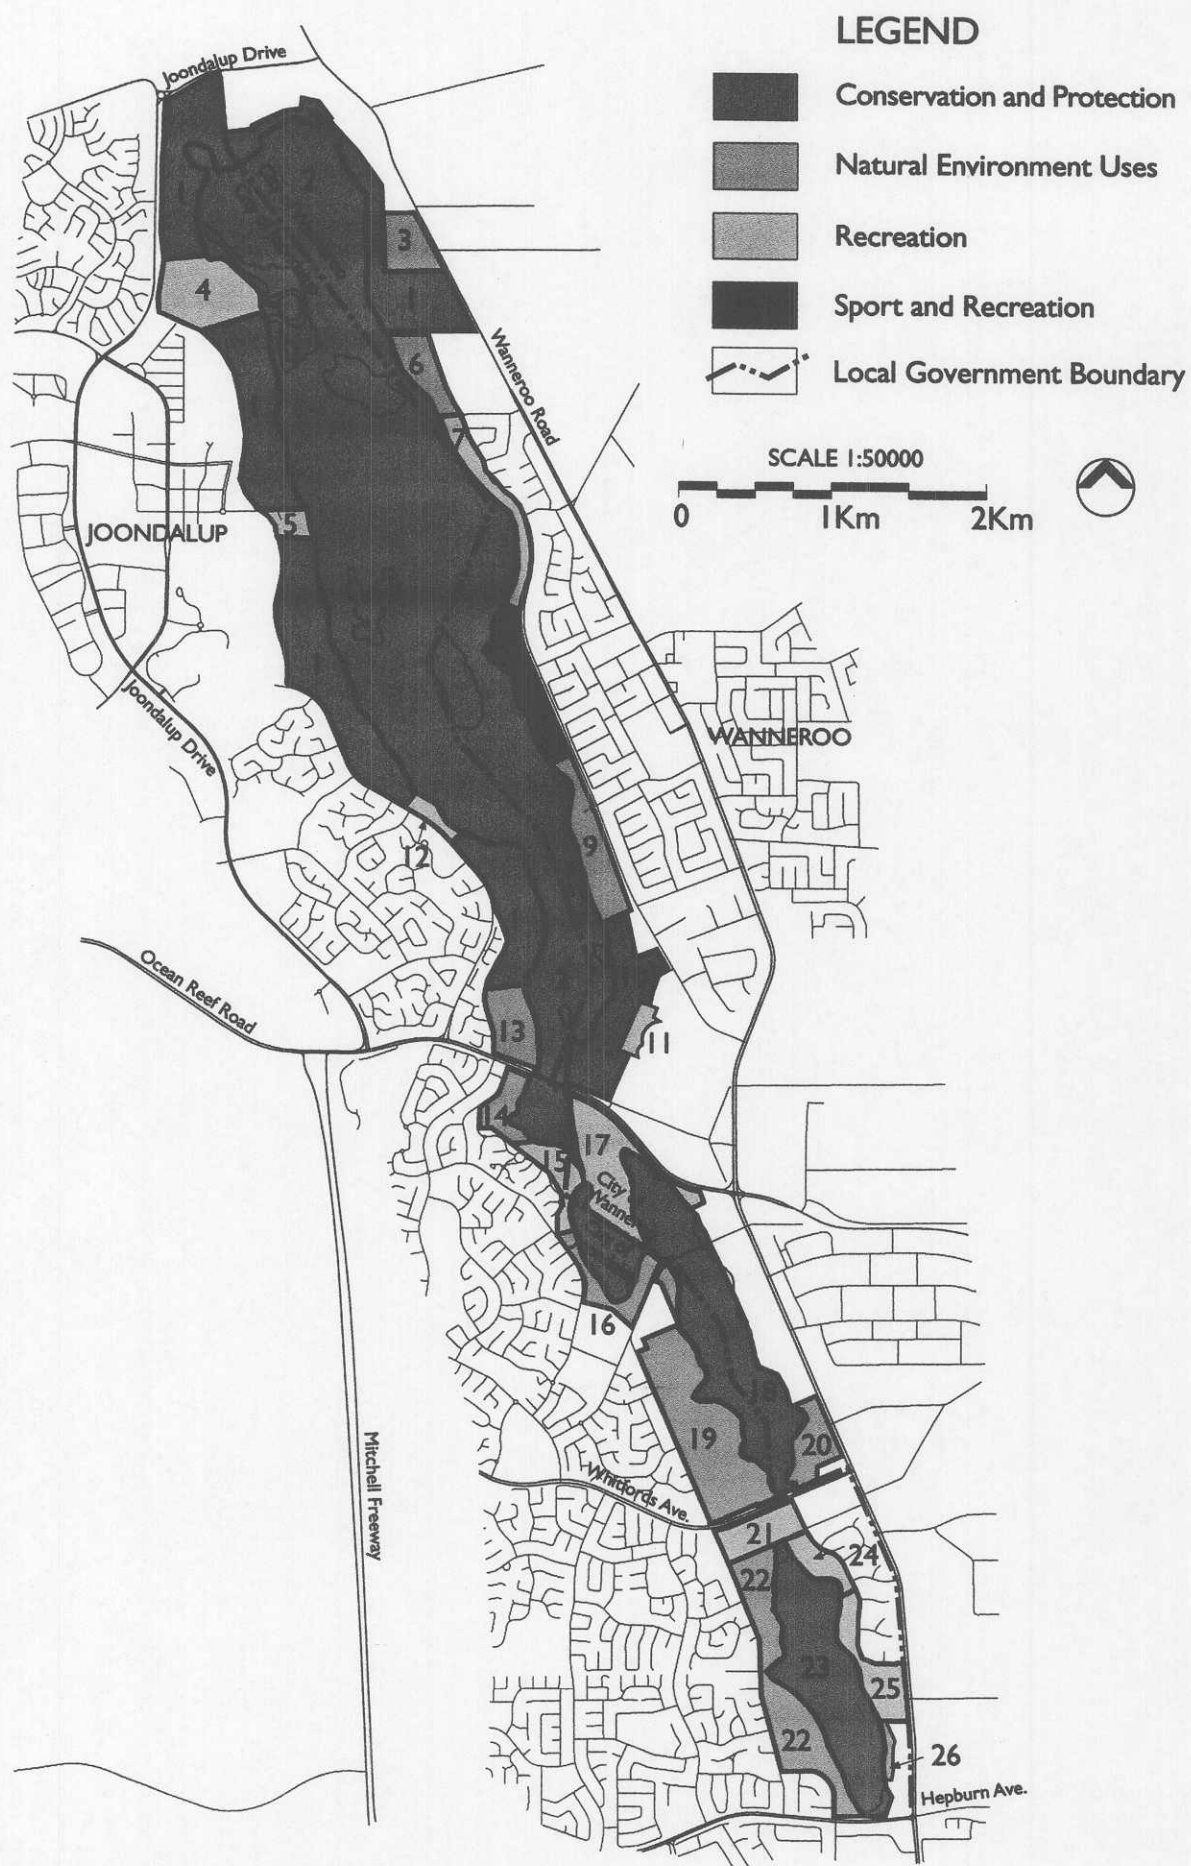 LEGEND
Conservation and Protection
Natural Environment Uses
Recreation
Sport and Recreation
Local Government Boundary
SCALE 1:50000
0 1Km 2Km
Joondalup Drive
1
2
3
4
1
6
Wanneroo Road
7
5
JOONDALUP
1
WANNEROO
Joondalup Drive
9
12
Ocean Reef Road
13
11
14
17
15
City
16
18
19
20
Mitchell Freeway
Whitfords Ave.
21
24
22
23
25
22
26
Hepburn Ave.